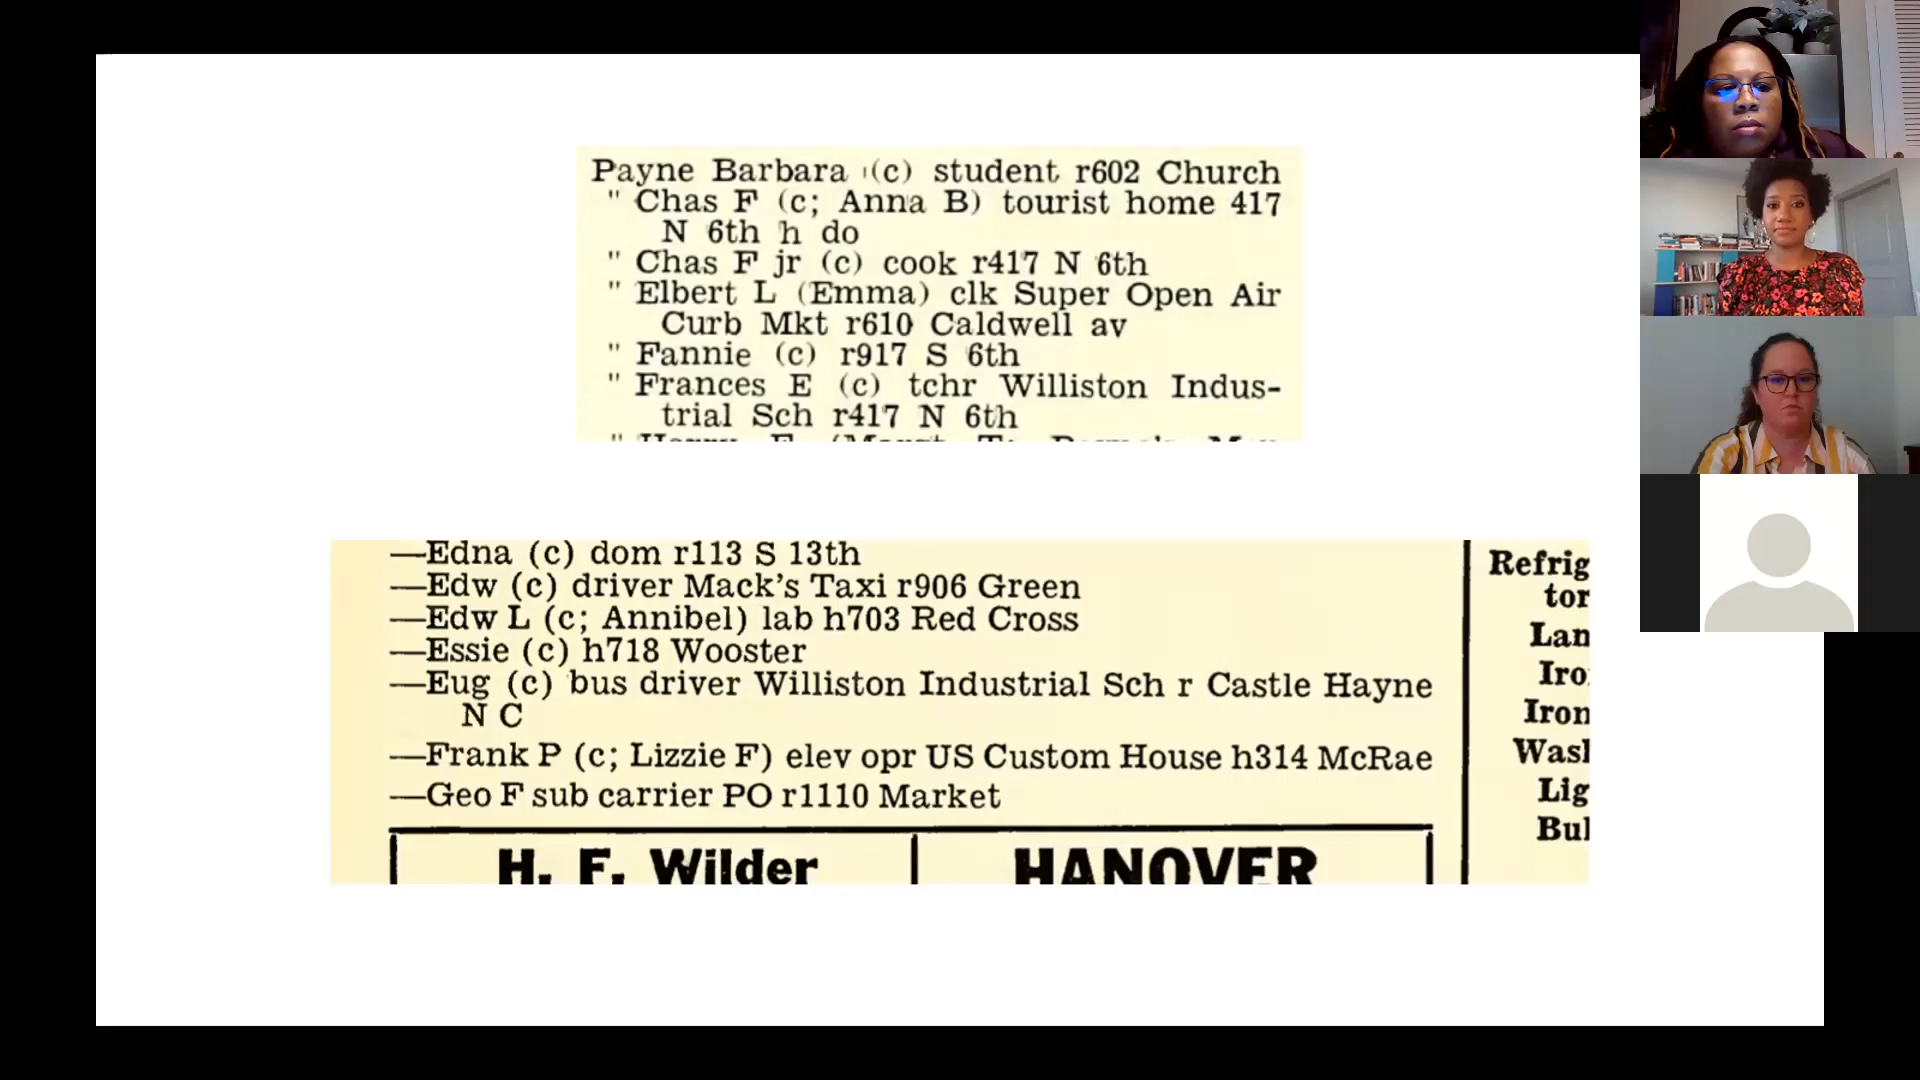 Payne Barbara (c) student r602 Church
" Chas F (c; Anna B) tourist home 417
N 6th h do
" Chas F jr (c) cook r417 N 6th
" Elbert L (Emma) clk Super Open Air
Curb Mkt r610 Caldwell av
" Fannie (c) r917 S 6th
" Frances E (c) tchr Williston Indus-
trial Sch r417 N 6th
—Edna (c) dom r113 S 13th
—Edw (c) driver Mack's Taxi r906 Green
—Edw L (c; Annibel) lab h703 Red Cross
—Essie (c) h718 Wooster
—Eug (c) bus driver Williston Industrial Sch r Castle Hayne
N C
—Frank P (c; Lizzie F) elev opr US Custom House h314 McRae
—Geo F sub carrier PO r1110 Market
H. F. Wilder
HANOVER
Refrig
tor
Lan
Iro
Iron
Wasl
Lig
Bul